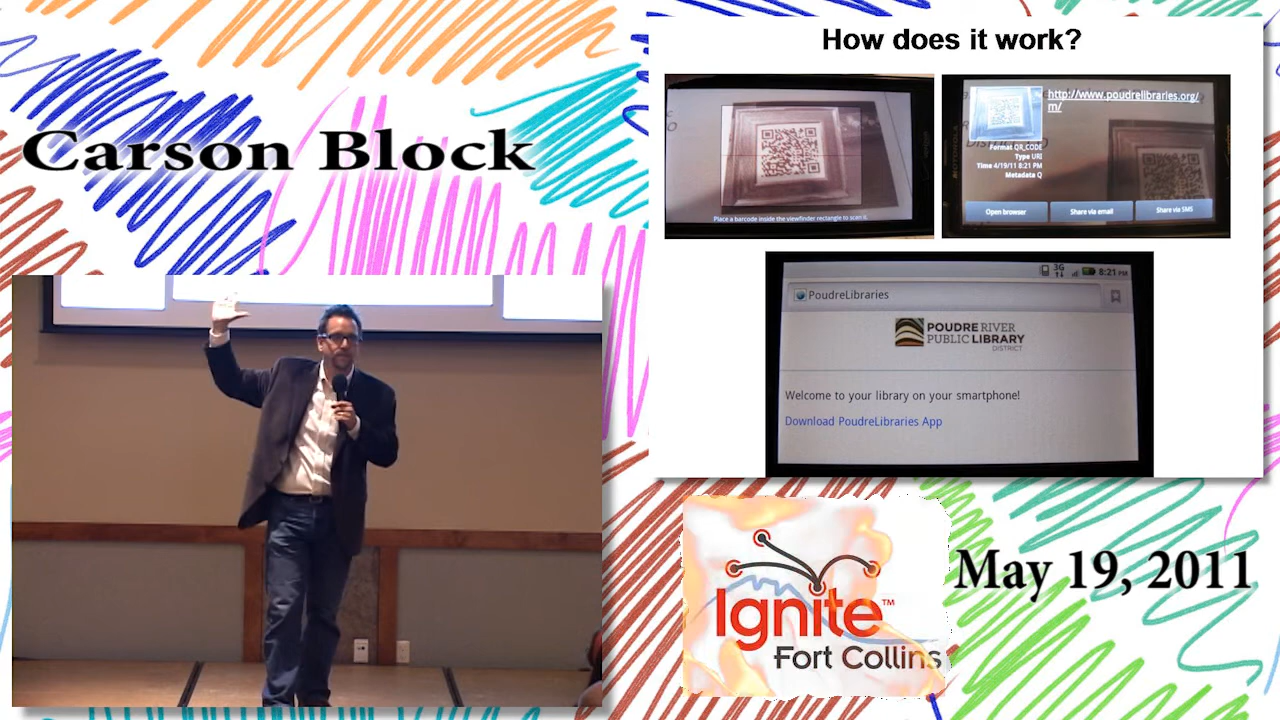 Carson Block
How does it work?
Place a barcode inside the viewfinder rectangle to scan it.
http://www.poudrelibraries.org/
m/
Format QR_CODE
Type URI
Time 4/19/11 8:21 PM
Metadata Q
Open browser
Share via email
Share via SMS
3G
8:21 PM
PoudreLibraries
POUDRE RIVER
PUBLIC LIBRARY
DISTRICT
Welcome to your library on your smartphone!
Download PoudreLibraries App
Ignite™
Fort Collins
May 19, 2011